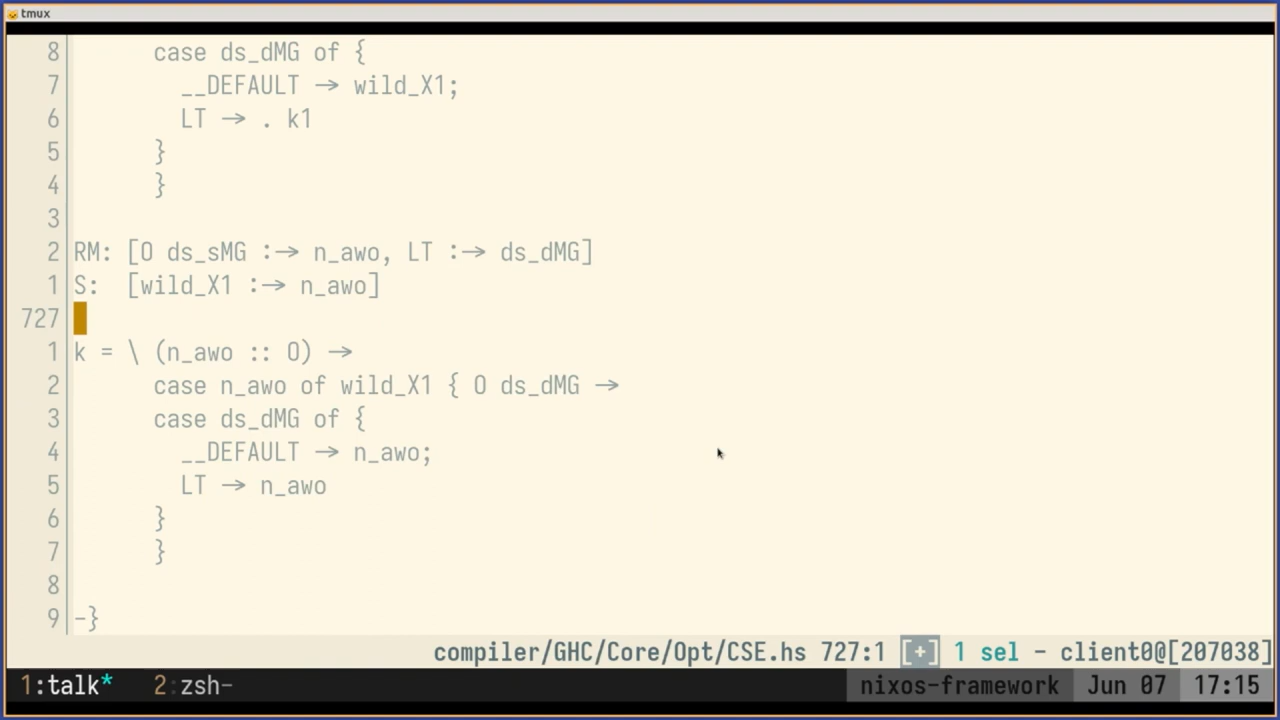 tmux
8 case ds_dMG of {
7 __DEFAULT → wild_X1;
6 LT → . k1
5 }
4 }
3
2 RM: [O ds_sMG :→ n_awo, LT :→ ds_dMG]
1 S: [wild_X1 :→ n_awo]
727
1 k = \ (n_awo :: O) →
2 case n_awo of wild_X1 { O ds_dMG →
3 case ds_dMG of {
4 __DEFAULT → n_awo;
5 LT → n_awo
6 }
7 }
8
9 -}
compiler/GHC/Core/Opt/CSE.hs 727:1 [+] 1 sel - client0@[207038]
1:talk* 2:zsh- nixos-framework Jun 07 17:15